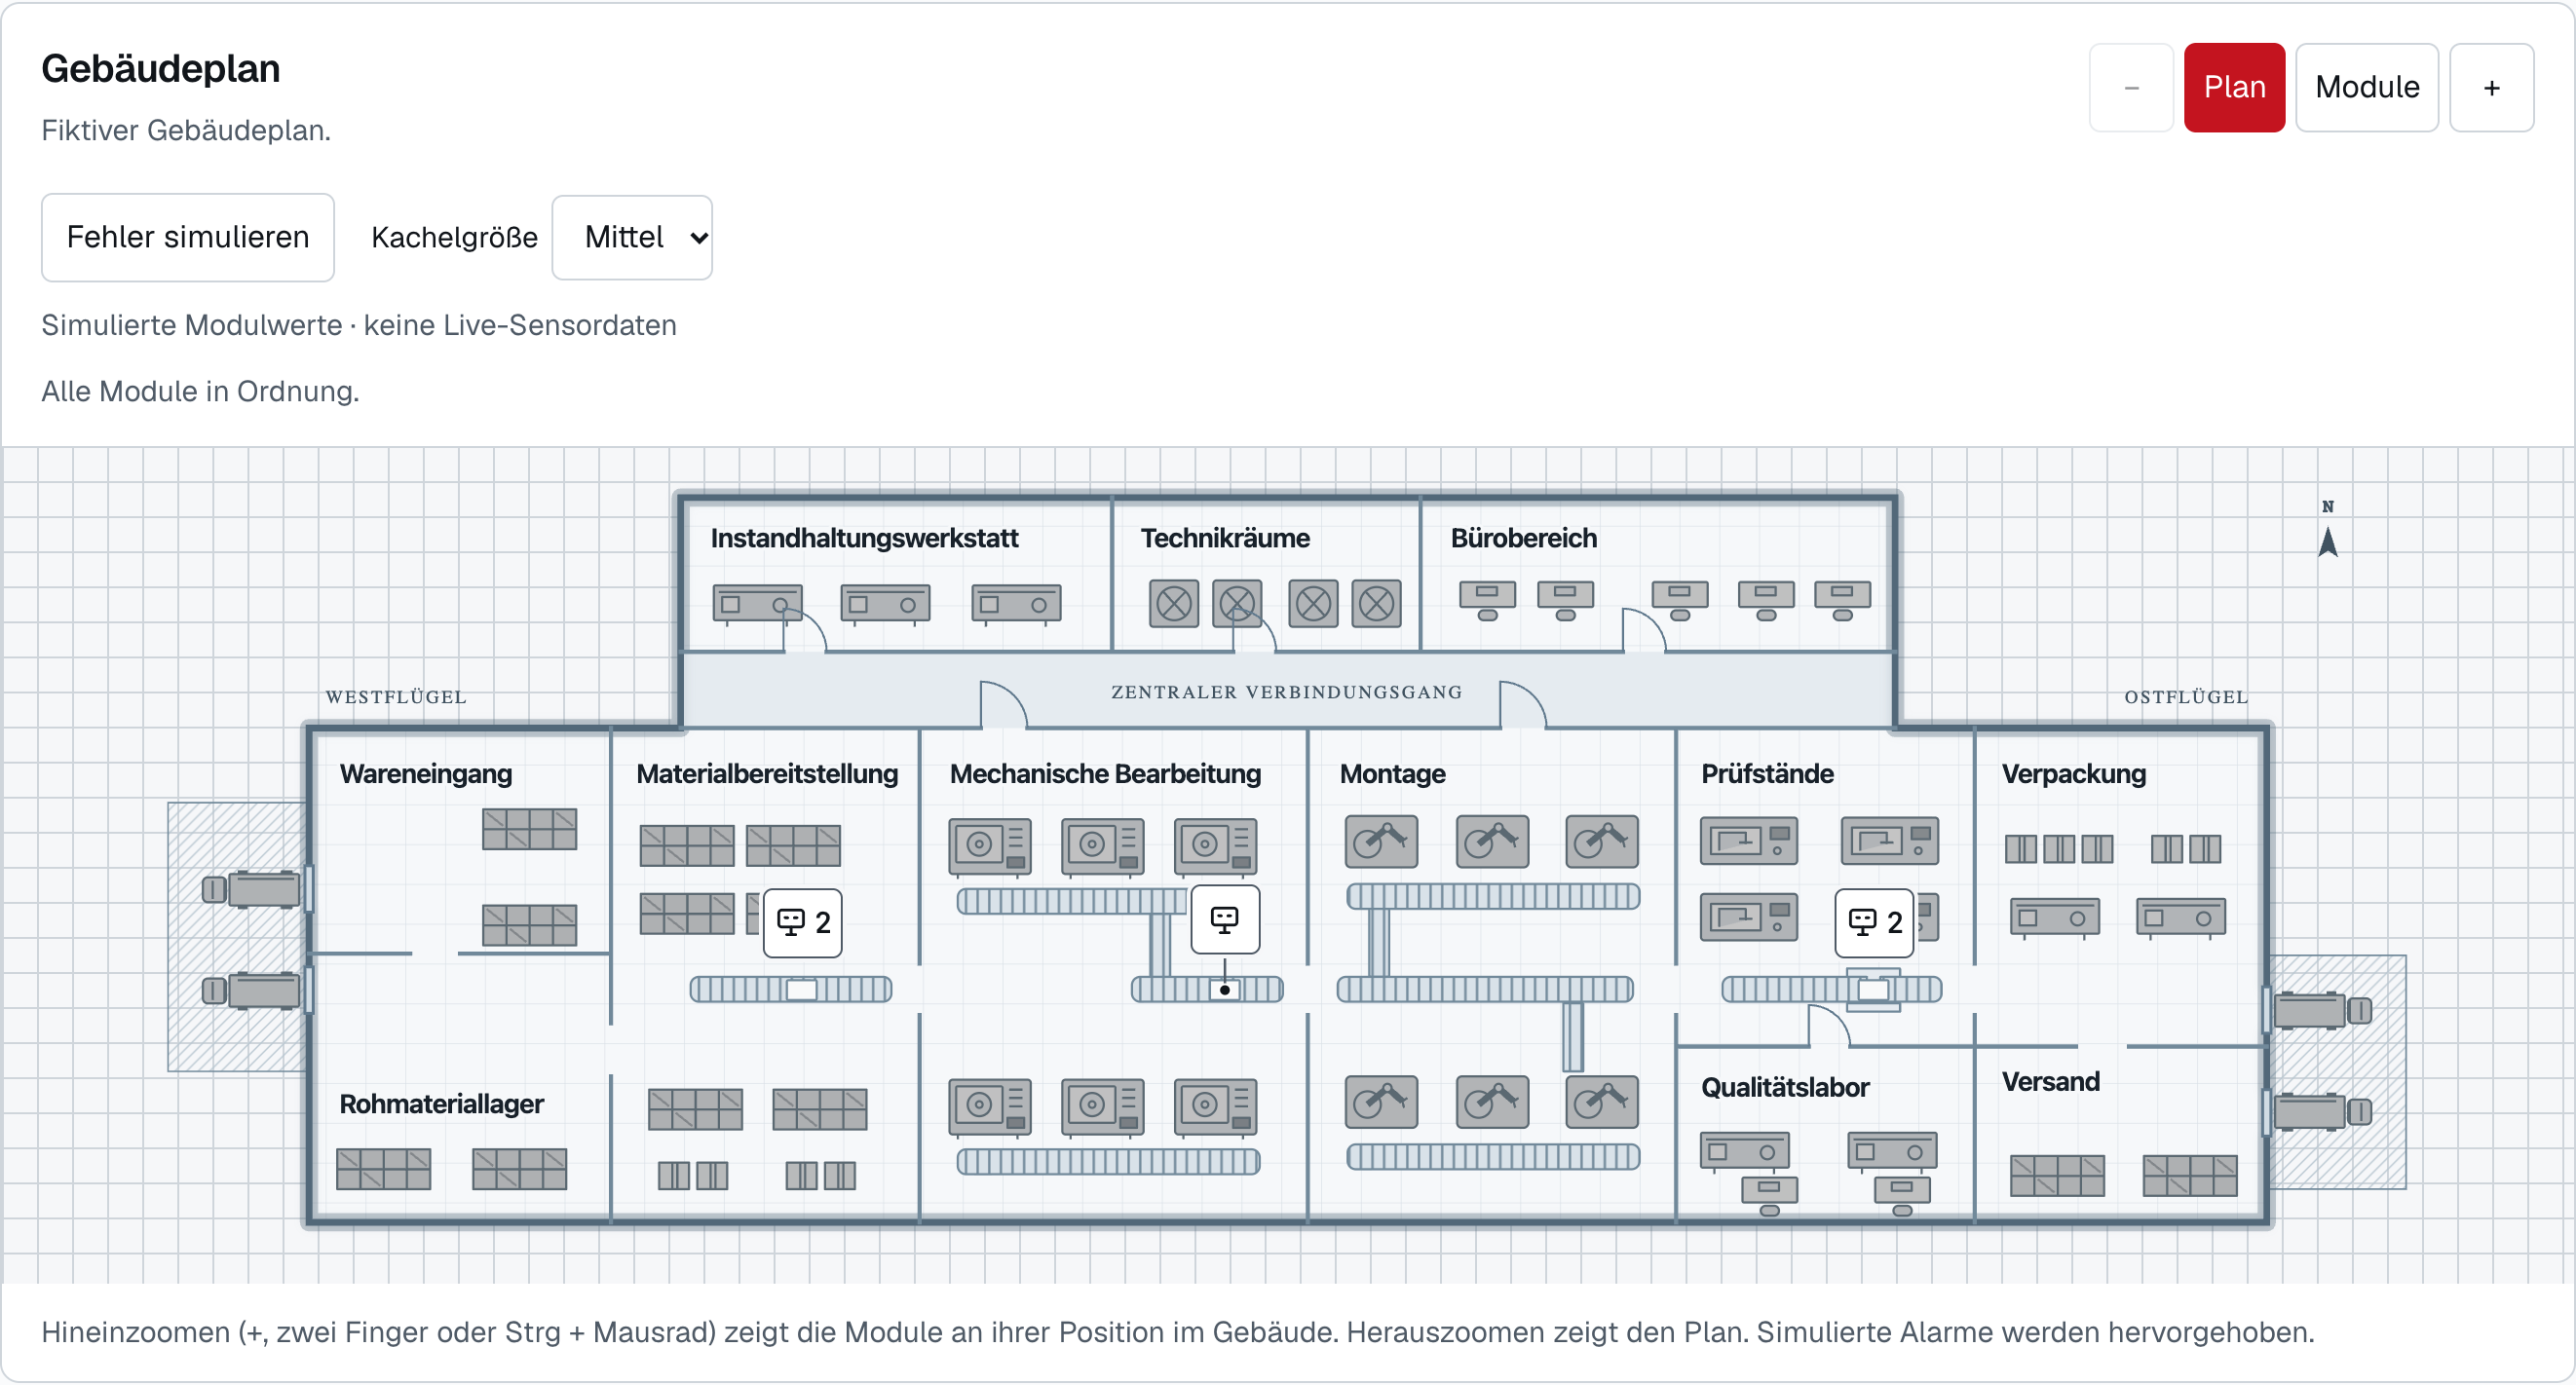 Gebäudeplan
− Plan Module +
Fiktiver Gebäudeplan.
Fehler simulieren Kachelgröße Mittel
Simulierte Modulwerte · keine Live-Sensordaten
Alle Module in Ordnung.
N
Instandhaltungswerkstatt Technikräume Bürobereich
WESTFLÜGEL ZENTRALER VERBINDUNGSGANG OSTFLÜGEL
Wareneingang Materialbereitstellung Mechanische Bearbeitung Montage Prüfstände Verpackung
2 2
Rohmateriallager Qualitätslabor Versand
Hineinzoomen (+, zwei Finger oder Strg + Mausrad) zeigt die Module an ihrer Position im Gebäude. Herauszoomen zeigt den Plan. Simulierte Alarme werden hervorgehoben.